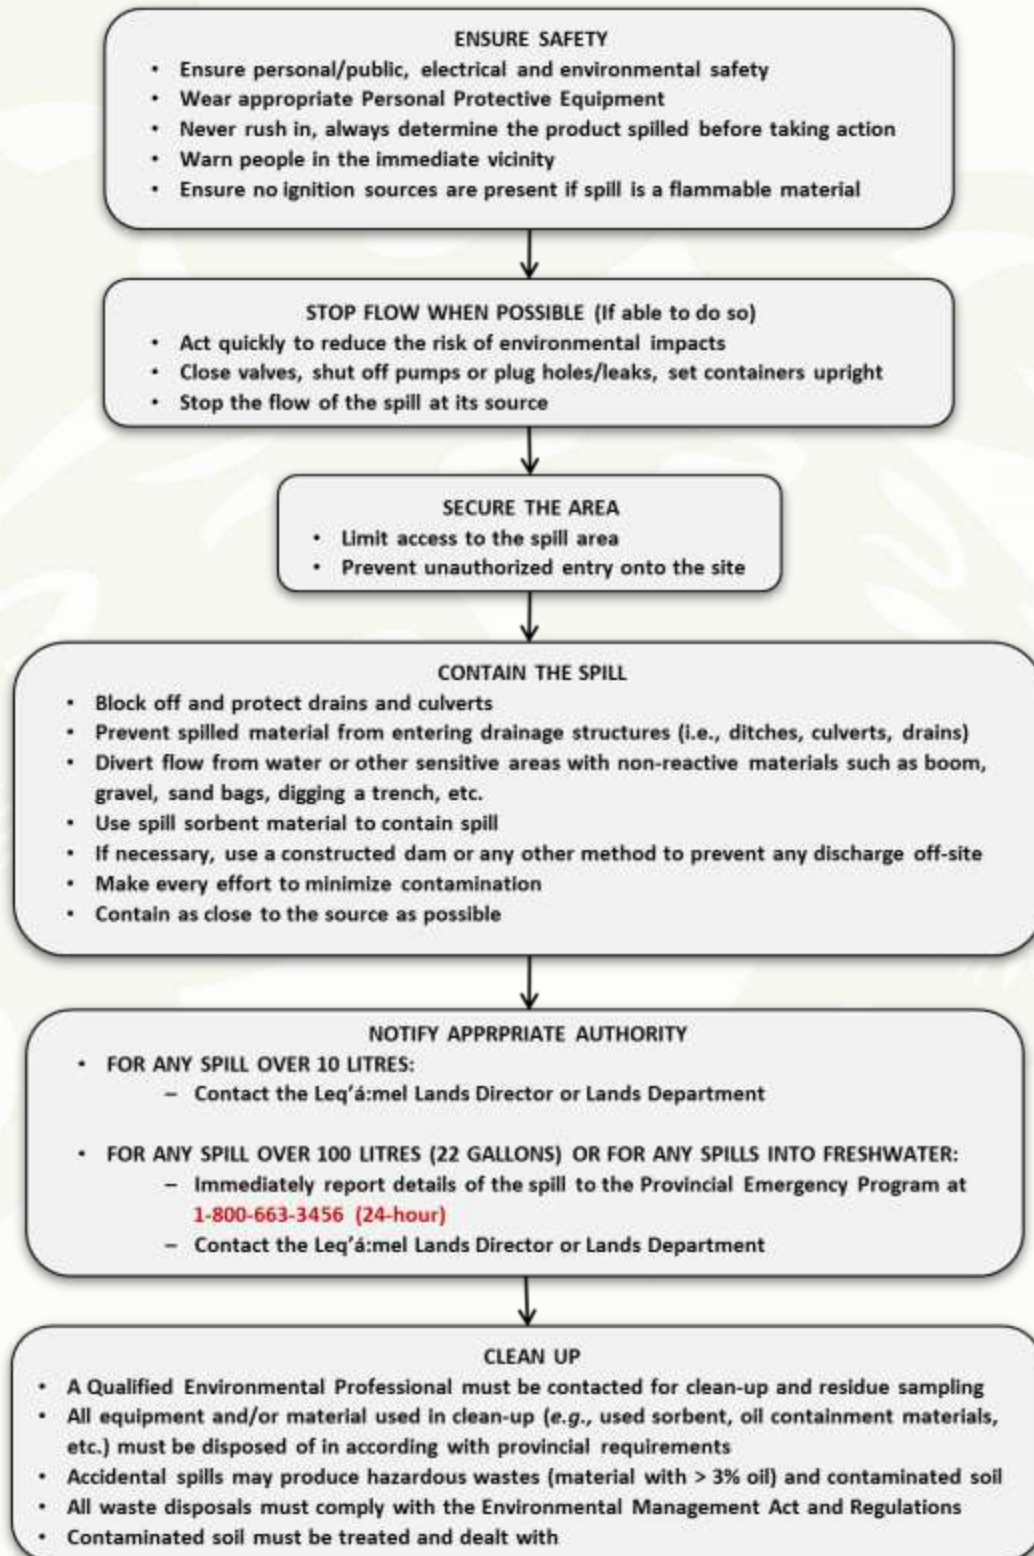 ENSURE SAFETY
• Ensure personal/public, electrical and environmental safety
• Wear appropriate Personal Protective Equipment
• Never rush in, always determine the product spilled before taking action
• Warn people in the immediate vicinity
• Ensure no ignition sources are present if spill is a flammable material
STOP FLOW WHEN POSSIBLE (If able to do so)
• Act quickly to reduce the risk of environmental impacts
• Close valves, shut off pumps or plug holes/leaks, set containers upright
• Stop the flow of the spill at its source
SECURE THE AREA
• Limit access to the spill area
• Prevent unauthorized entry onto the site
CONTAIN THE SPILL
• Block off and protect drains and culverts
• Prevent spilled material from entering drainage structures (i.e., ditches, culverts, drains)
• Divert flow from water or other sensitive areas with non-reactive materials such as boom,
gravel, sand bags, digging a trench, etc.
• Use spill sorbent material to contain spill
• If necessary, use a constructed dam or any other method to prevent any discharge off-site
• Make every effort to minimize contamination
• Contain as close to the source as possible
NOTIFY APPRPRIATE AUTHORITY
• FOR ANY SPILL OVER 10 LITRES:
– Contact the Leq'á:mel Lands Director or Lands Department
• FOR ANY SPILL OVER 100 LITRES (22 GALLONS) OR FOR ANY SPILLS INTO FRESHWATER:
– Immediately report details of the spill to the Provincial Emergency Program at
1-800-663-3456 (24-hour)
– Contact the Leq'á:mel Lands Director or Lands Department
CLEAN UP
• A Qualified Environmental Professional must be contacted for clean-up and residue sampling
• All equipment and/or material used in clean-up (e.g., used sorbent, oil containment materials,
etc.) must be disposed of in according with provincial requirements
• Accidental spills may produce hazardous wastes (material with > 3% oil) and contaminated soil
• All waste disposals must comply with the Environmental Management Act and Regulations
• Contaminated soil must be treated and dealt with